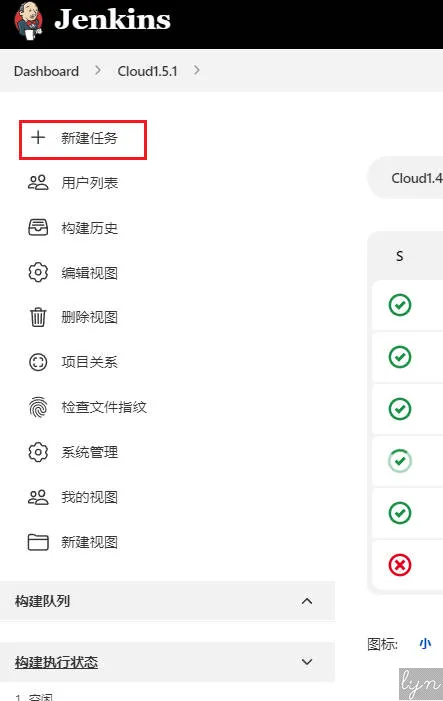 Jenkins
Dashboard > Cloud1.5.1 >
新建任务
用户列表
构建历史
编辑视图
删除视图
项目关系
检查文件指纹
系统管理
我的视图
新建视图
Cloud1.4
S
构建队列
图标: 小
构建执行状态
1 空闲
lyn